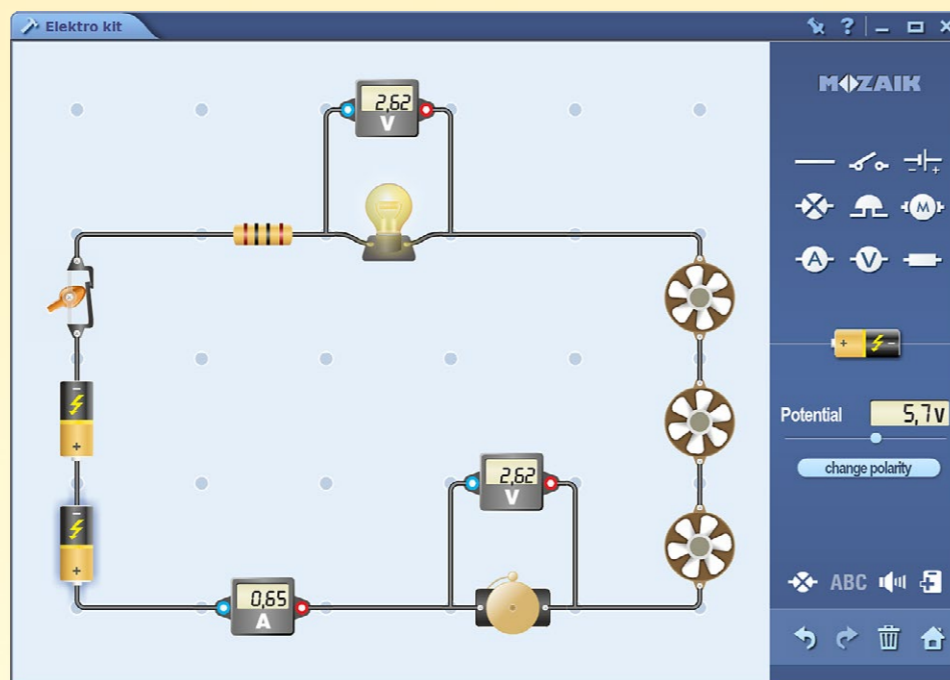 Elektro kit
?
MOZAIK
2,62
V
- +
M
A
V
+ -
Potential
5,7V
change polarity
-
+
2,62
V
-
+
0,65
A
ABC